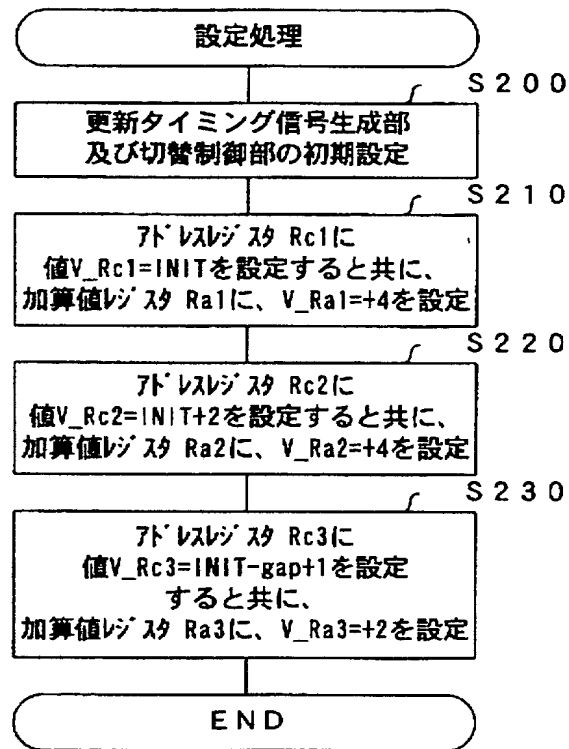 設定処理
S200
更新タイミング信号生成部
及び切替制御部の初期設定
S210
ｱﾄﾞﾚｽﾚｼﾞｽﾀ Rc1に
値V_Rc1=INITを設定すると共に、
加算値ﾚｼﾞｽﾀ Ra1に、V_Ra1=+4を設定
S220
ｱﾄﾞﾚｽﾚｼﾞｽﾀ Rc2に
値V_Rc2=INIT+2を設定すると共に、
加算値ﾚｼﾞｽﾀ Ra2に、V_Ra2=+4を設定
S230
ｱﾄﾞﾚｽﾚｼﾞｽﾀ Rc3に
値V_Rc3=INIT-gap+1を設定
すると共に、
加算値ﾚｼﾞｽﾀ Ra3に、V_Ra3=+2を設定
END